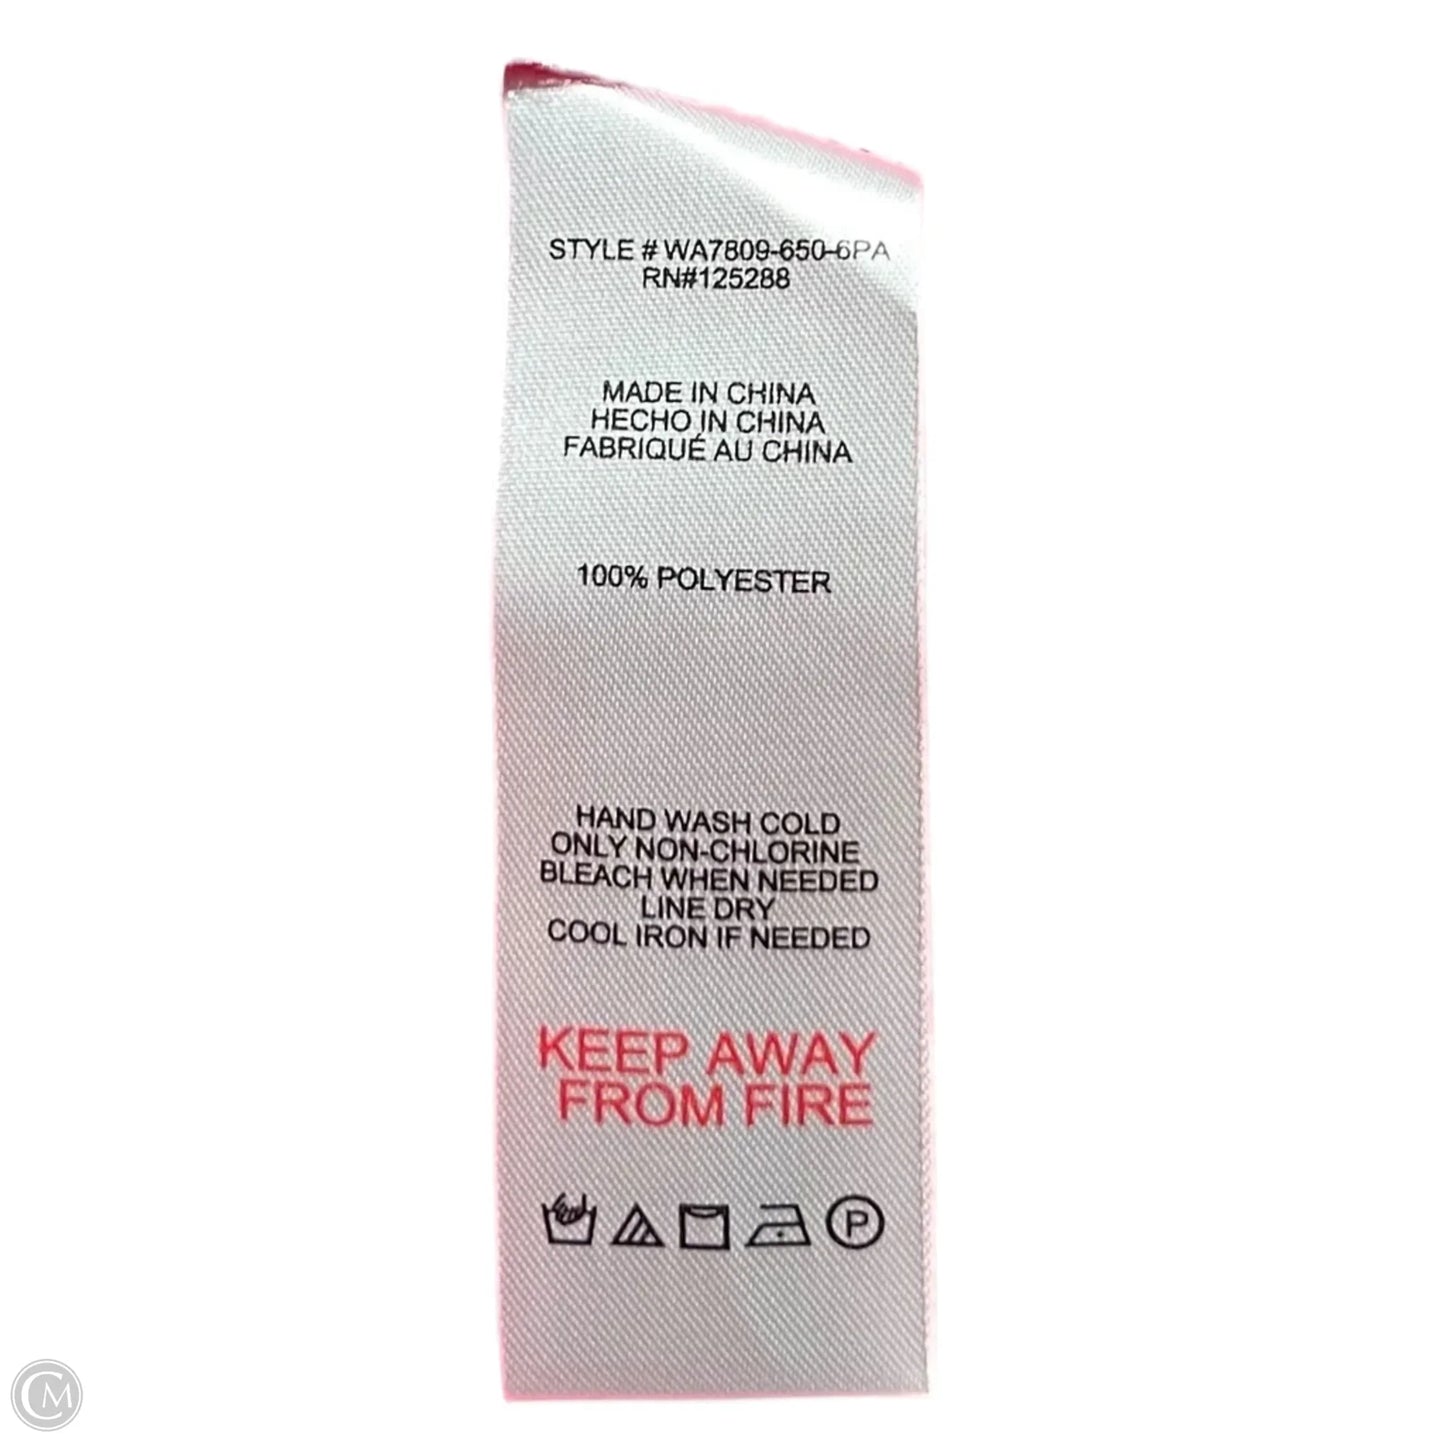 STYLE # WA7809-650-6PA
RN#125288
MADE IN CHINA
HECHO IN CHINA
FABRIQUÉ AU CHINA
100% POLYESTER
HAND WASH COLD
ONLY NON-CHLORINE
BLEACH WHEN NEEDED
LINE DRY
COOL IRON IF NEEDED
KEEP AWAY
FROM FIRE
P
CM